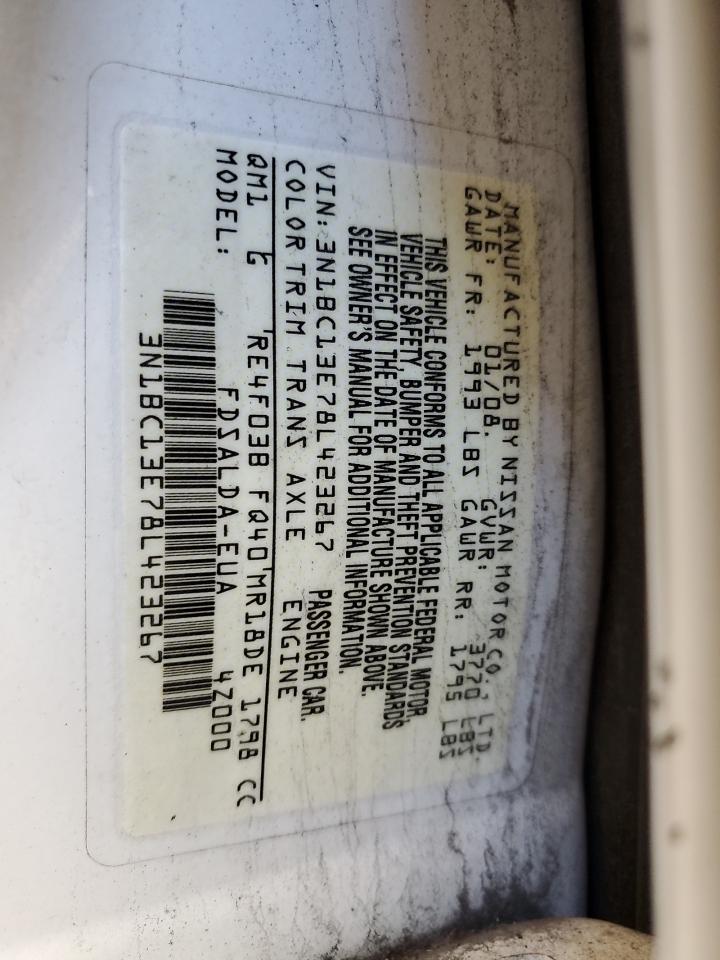 MANUFACTURED BY NISSAN MOTOR CO., LTD.
DATE: 01/08. GVWR: 3770 LBS
GAWR FR: 1993 LBS GAWR RR: 1795 LBS
THIS VEHICLE CONFORMS TO ALL APPLICABLE FEDERAL MOTOR
VEHICLE SAFETY, BUMPER AND THEFT PREVENTION STANDARDS
IN EFFECT ON THE DATE OF MANUFACTURE SHOWN ABOVE.
SEE OWNER'S MANUAL FOR ADDITIONAL INFORMATION.
VIN:3N1BC13E78L423267 PASSENGER CAR.
COLOR TRIM TRANS AXLE ENGINE
QM1 G RE4F03B FQ40 MR18DE 1798 CC
MODEL: FDSALDA-EUA 4Z000
3N1BC13E78L423267